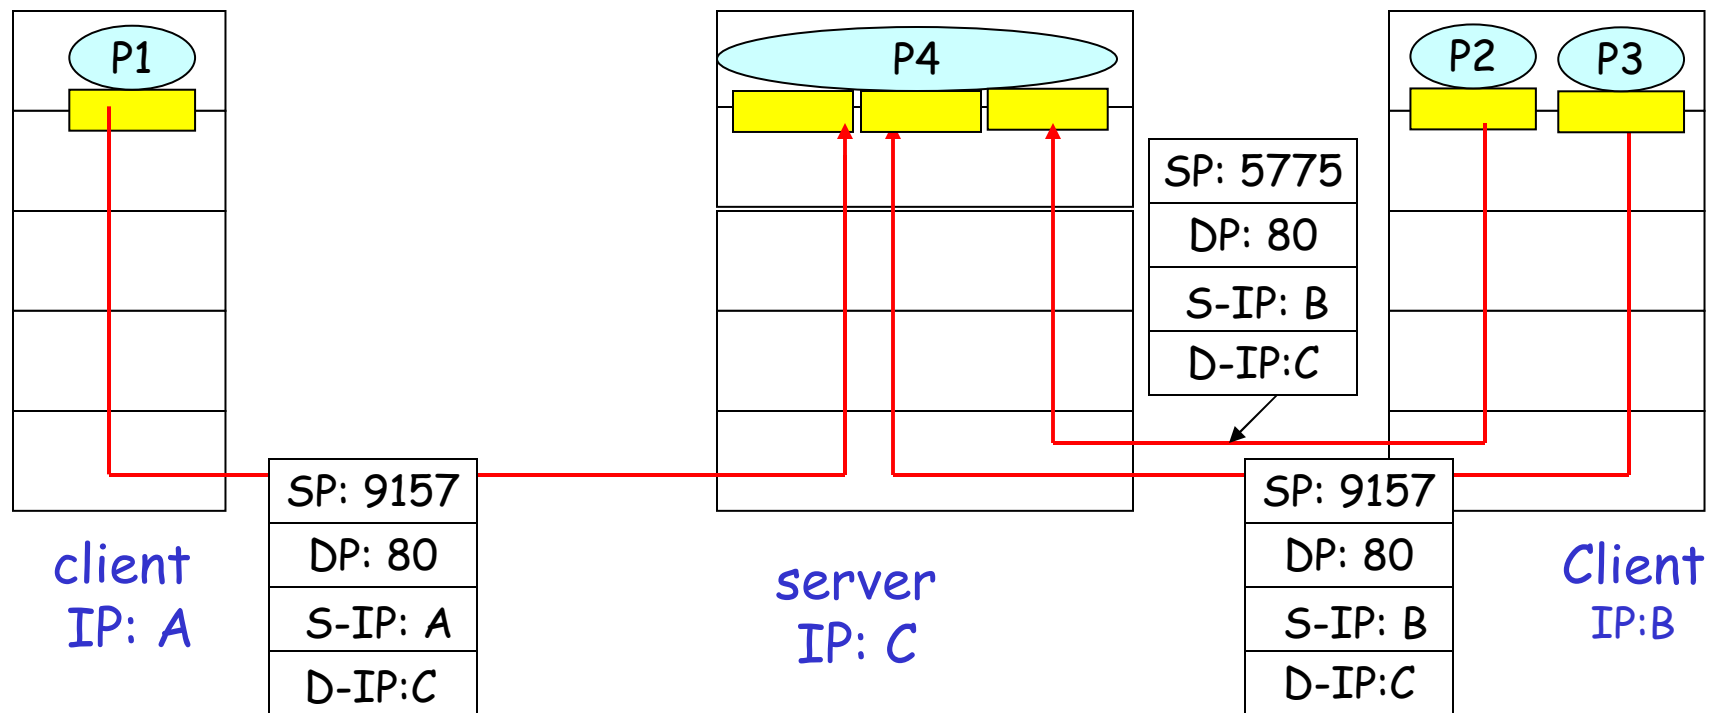 P1
P4
P2
P3
SP: 5775
DP: 80
S-IP: B
D-IP:C
SP: 9157
DP: 80
S-IP: A
D-IP:C
SP: 9157
DP: 80
S-IP: B
D-IP:C
client
IP: A
server
IP: C
Client
IP:B